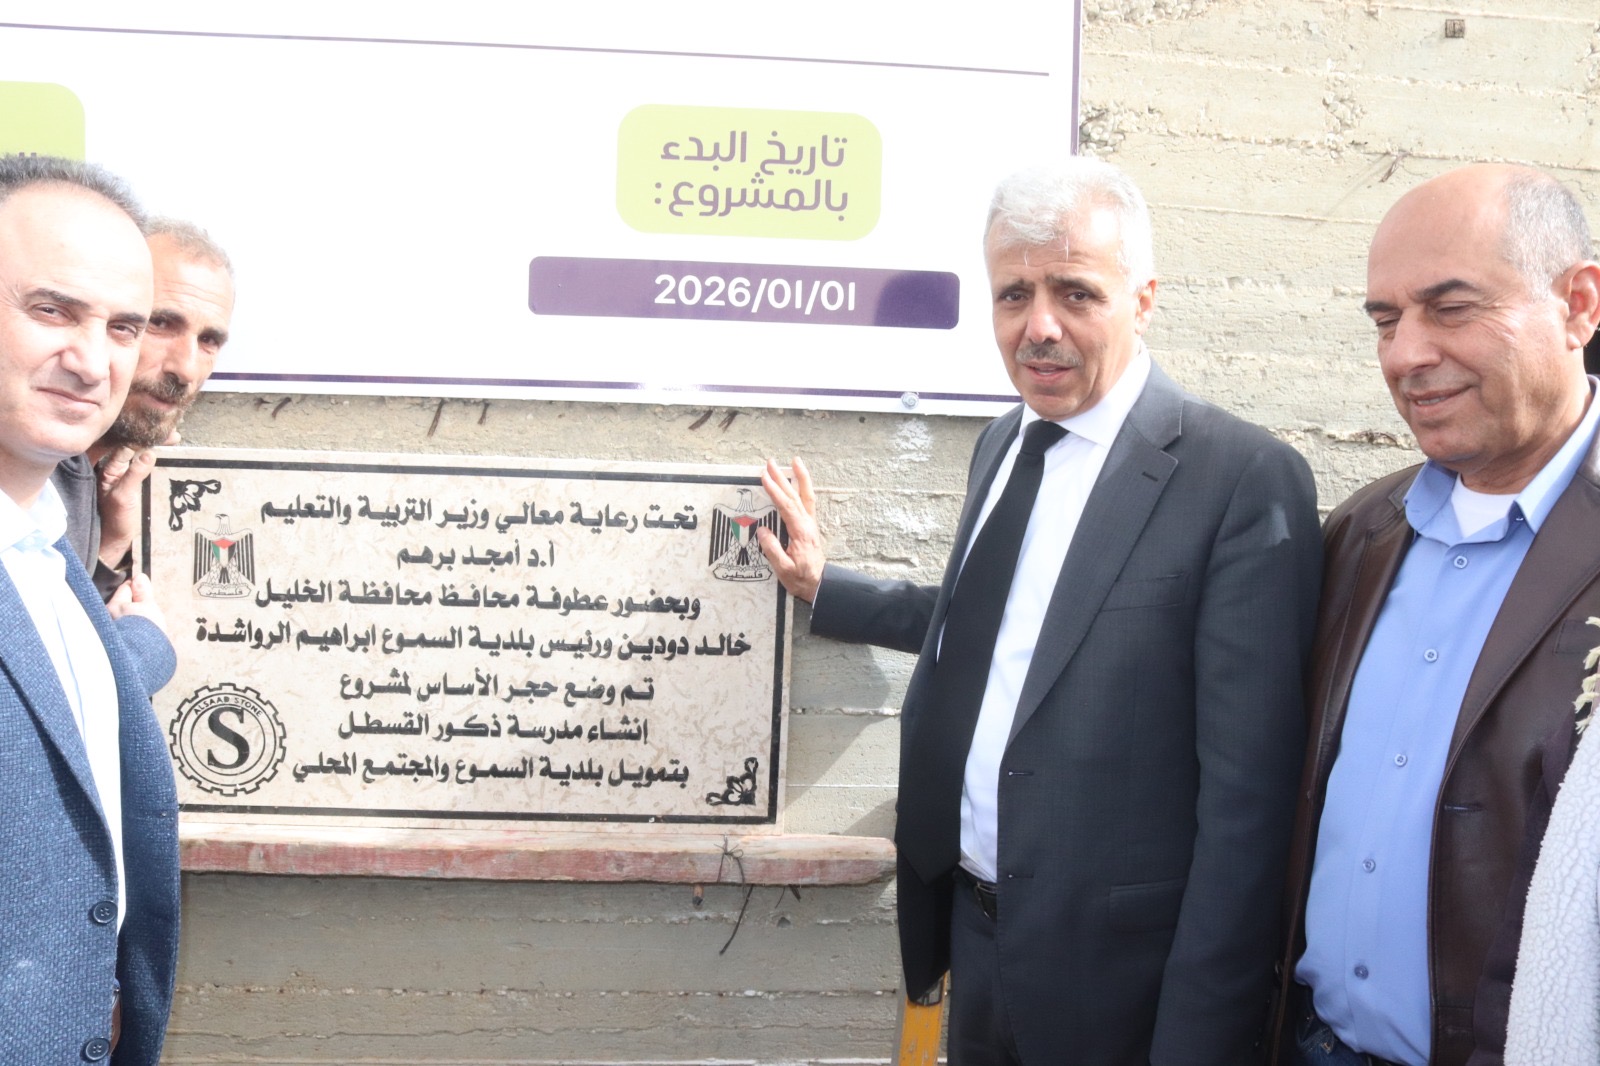 تاريخ البدء
بالمشروع:
2026/01/01
تحت رعاية معالي وزير التربية والتعليم
أ.د أمجد برهم
وبحضور عطوفة محافظ محافظة الخليل
خالد دودين ورئيس بلدية السموع ابراهيم الرواشدة
تم وضع حجر الأساس لمشروع
إنشاء مدرسة ذكور القسطل
بتمويل بلدية السموع والمجتمع المحلي
فلسطين
فلسطين
ALSAAB STONE
S